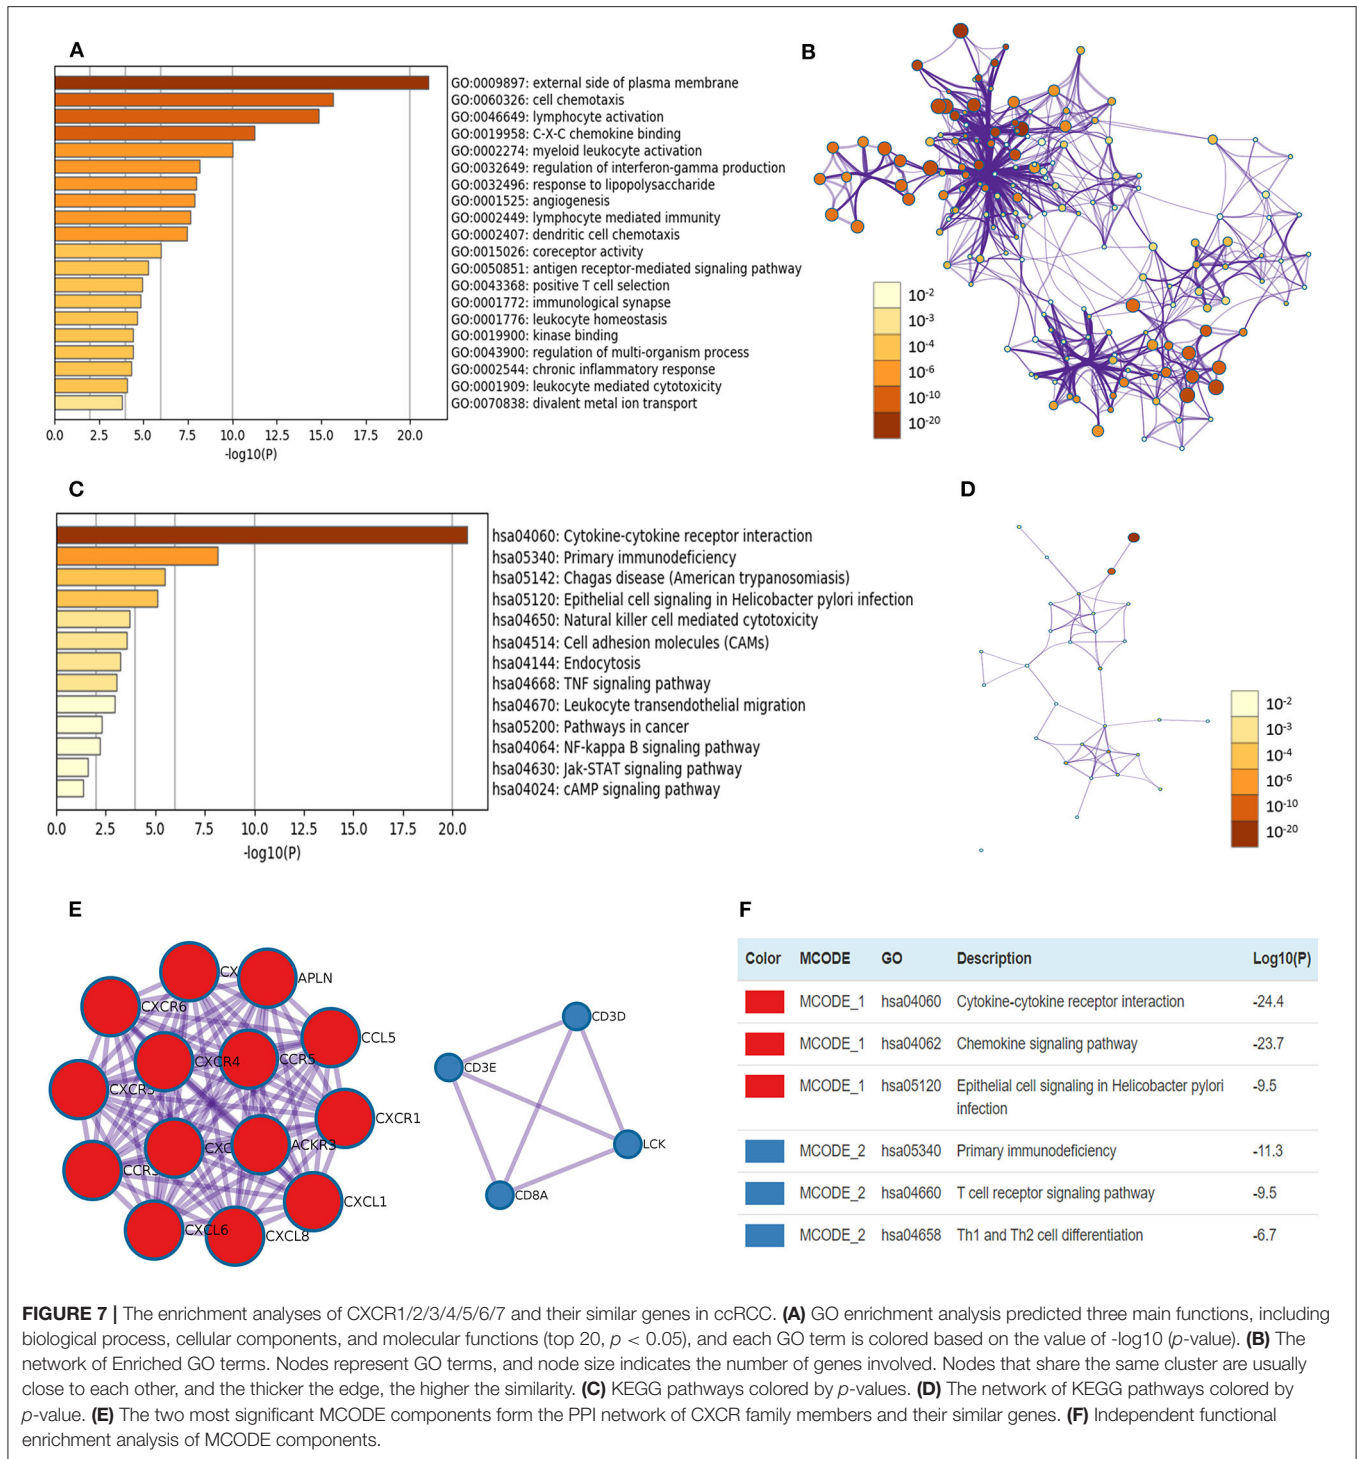 A
GO:0009897: external side of plasma membrane
GO:0060326: cell chemotaxis
GO:0046649: lymphocyte activation
GO:0019958: C-X-C chemokine binding
GO:0002274: myeloid leukocyte activation
GO:0032649: regulation of interferon-gamma production
GO:0032496: response to lipopolysaccharide
GO:0001525: angiogenesis
GO:0002449: lymphocyte mediated immunity
GO:0002407: dendritic cell chemotaxis
GO:0015026: coreceptor activity
GO:0050851: antigen receptor-mediated signaling pathway
GO:0043368: positive T cell selection
GO:0001772: immunological synapse
GO:0001776: leukocyte homeostasis
GO:0019900: kinase binding
GO:0043900: regulation of multi-organism process
GO:0002544: chronic inflammatory response
GO:0001909: leukocyte mediated cytotoxicity
GO:0070838: divalent metal ion transport
0.0 2.5 5.0 7.5 10.0 12.5 15.0 17.5 20.0
-log10(P)
B
10-2
10-3
10-4
10-6
10-10
10-20
C
hsa04060: Cytokine-cytokine receptor interaction
hsa05340: Primary immunodeficiency
hsa05142: Chagas disease (American trypanosomiasis)
hsa05120: Epithelial cell signaling in Helicobacter pylori infection
hsa04650: Natural killer cell mediated cytotoxicity
hsa04514: Cell adhesion molecules (CAMs)
hsa04144: Endocytosis
hsa04668: TNF signaling pathway
hsa04670: Leukocyte transendothelial migration
hsa05200: Pathways in cancer
hsa04064: NF-kappa B signaling pathway
hsa04630: Jak-STAT signaling pathway
hsa04024: cAMP signaling pathway
0.0 2.5 5.0 7.5 10.0 12.5 15.0 17.5 20.0
-log10(P)
D
10-2
10-3
10-4
10-6
10-10
10-20
E
APLN
CXCR6
CCL5
CXCR4
CCR5
CXCR1
ACKR3
CXCL1
CXCL6
CXCL8
CD3D
CD3E
LCK
CD8A
F
Color MCODE GO Description Log10(P)
MCODE_1 hsa04060 Cytokine-cytokine receptor interaction -24.4
MCODE_1 hsa04062 Chemokine signaling pathway -23.7
MCODE_1 hsa05120 Epithelial cell signaling in Helicobacter pylori -9.5
infection
MCODE_2 hsa05340 Primary immunodeficiency -11.3
MCODE_2 hsa04660 T cell receptor signaling pathway -9.5
MCODE_2 hsa04658 Th1 and Th2 cell differentiation -6.7
FIGURE 7 | The enrichment analyses of CXCR1/2/3/4/5/6/7 and their similar genes in ccRCC. (A) GO enrichment analysis predicted three main functions, including
biological process, cellular components, and molecular functions (top 20, p < 0.05), and each GO term is colored based on the value of -log10 (p-value). (B) The
network of Enriched GO terms. Nodes represent GO terms, and node size indicates the number of genes involved. Nodes that share the same cluster are usually
close to each other, and the thicker the edge, the higher the similarity. (C) KEGG pathways colored by p-values. (D) The network of KEGG pathways colored by
p-value. (E) The two most significant MCODE components form the PPI network of CXCR family members and their similar genes. (F) Independent functional
enrichment analysis of MCODE components.